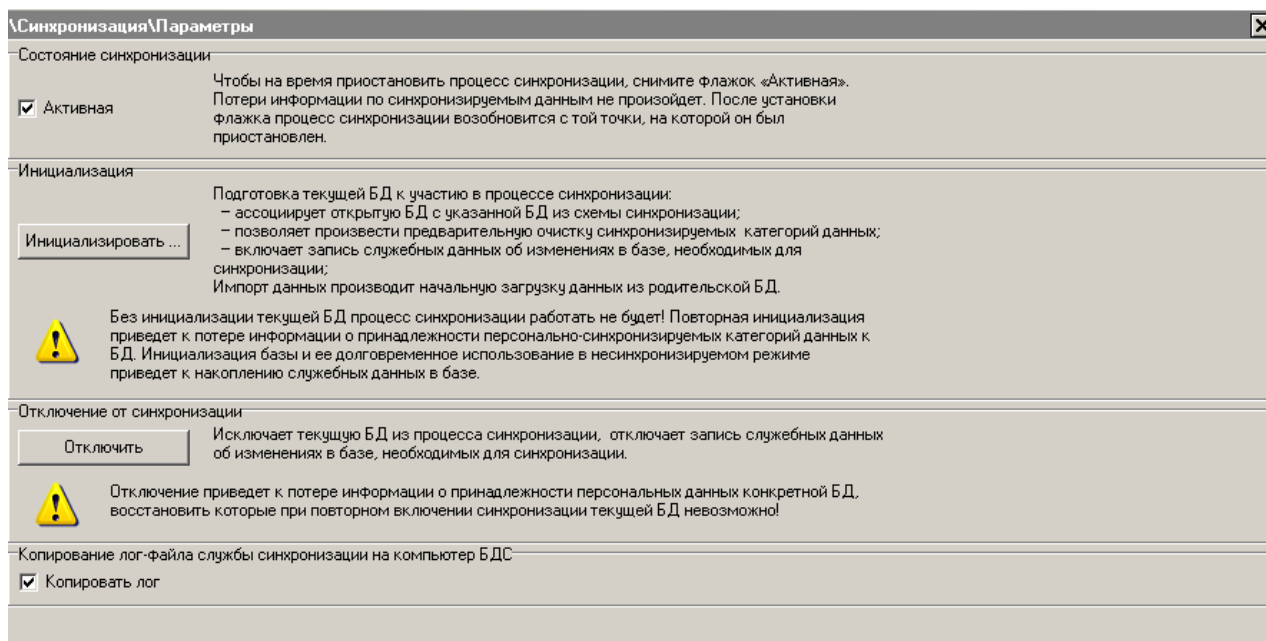 \Синхронизация\Параметры
Состояние синхронизации
Чтобы на время приостановить процесс синхронизации, снимите флажок «Активная».
Активная
Потери информации по синхронизируемым данным не произойдет. После установки
флажка процесс синхронизации возобновится с той точки, на которой он был
приостановлен.
Инициализация
Подготовка текущей БД к участию в процессе синхронизации:
– ассоциирует открытую БД с указанной БД из схемы синхронизации;
Инициализировать ...
– позволяет произвести предварительную очистку синхронизируемых категорий данных;
– включает запись служебных данных об изменениях в базе, необходимых для
синхронизации;
Импорт данных производит начальную загрузку данных из родительской БД.
Без инициализации текущей БД процесс синхронизации работать не будет! Повторная инициализация
приведет к потере информации о принадлежности персонально-синхронизируемых категорий данных к
БД. Инициализация базы и ее долговременное использование в несинхронизируемом режиме
приведет к накоплению служебных данных в базе.
Отключение от синхронизации
Отключить
Исключает текущую БД из процесса синхронизации, отключает запись служебных данных
об изменениях в базе, необходимых для синхронизации.
Отключение приведет к потере информации о принадлежности персональных данных конкретной БД,
восстановить которые при повторном включении синхронизации текущей БД невозможно!
Копирование лог-файла службы синхронизации на компьютер БДС
Копировать лог